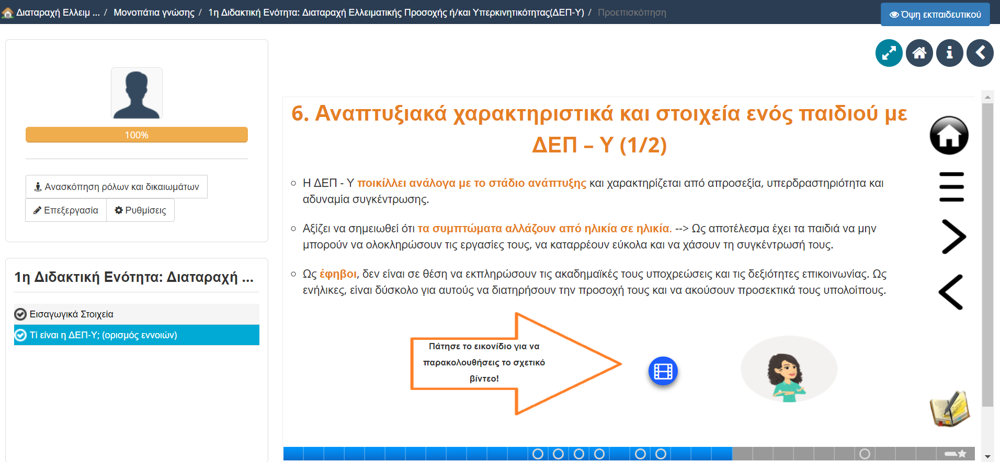 Διαταραχή Ελλειμ ... / Μονοπάτια γνώσης / 1η Διδακτική Ενότητα: Διαταραχή Ελλειματικής Προσοχής ή/και Υπερκινητικότητας(ΔΕΠ-Υ) / Προεπισκόπηση
Όψη εκπαιδευτικού
100%
Ανασκόπηση ρόλων και δικαιωμάτων
Επεξεργασία
Ρυθμίσεις
1η Διδακτική Ενότητα: Διαταραχή ...
Εισαγωγικά Στοιχεία
Τί είναι η ΔΕΠ-Υ; (ορισμός εννοιών)
6. Αναπτυξιακά χαρακτηριστικά και στοιχεία ενός παιδιού με
ΔΕΠ – Υ (1/2)
Η ΔΕΠ - Υ ποικίλλει ανάλογα με το στάδιο ανάπτυξης και χαρακτηρίζεται από απροσεξία, υπερδραστηριότητα και
αδυναμία συγκέντρωσης.
Αξίζει να σημειωθεί ότι τα συμπτώματα αλλάζουν από ηλικία σε ηλικία. --> Ως αποτέλεσμα έχει τα παιδιά να μην
μπορούν να ολοκληρώσουν τις εργασίες τους, να καταρρέουν εύκολα και να χάσουν τη συγκέντρωσή τους.
Ως έφηβοι, δεν είναι σε θέση να εκπληρώσουν τις ακαδημαϊκές τους υποχρεώσεις και τις δεξιότητες επικοινωνίας. Ως
ενήλικες, είναι δύσκολο για αυτούς να διατηρήσουν την προσοχή τους και να ακούσουν προσεκτικά τους υπολοίπους.
Πάτησε το εικονίδιο για να
παρακολουθήσεις το σχετικό
βίντεο!